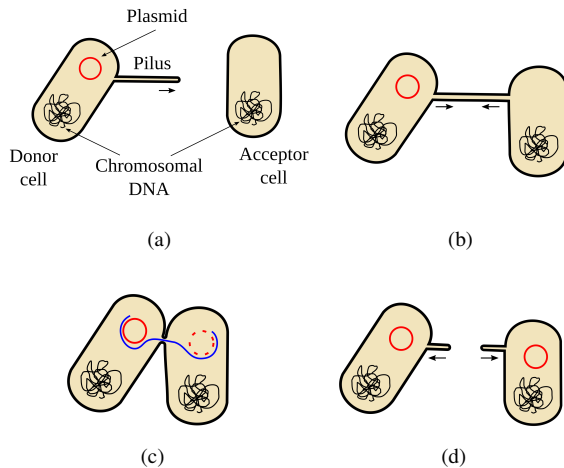 Plasmid
Pilus
Donor
cell
Chromosomal
DNA
Acceptor
cell
(a)
(b)
(c)
(d)